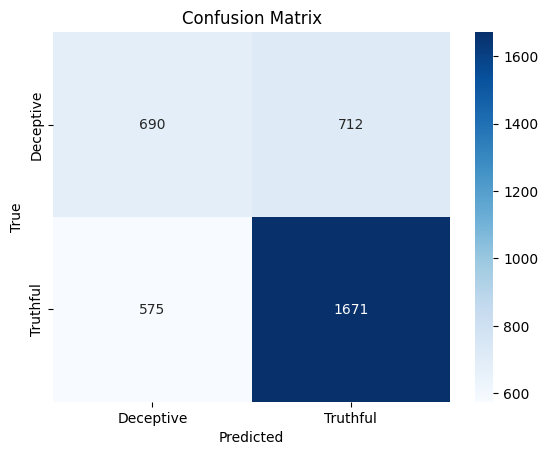 Confusion Matrix
1600
1400
1200
1000
800
600
True
Deceptive
Truthful
690
712
575
1671
Deceptive
Truthful
Predicted